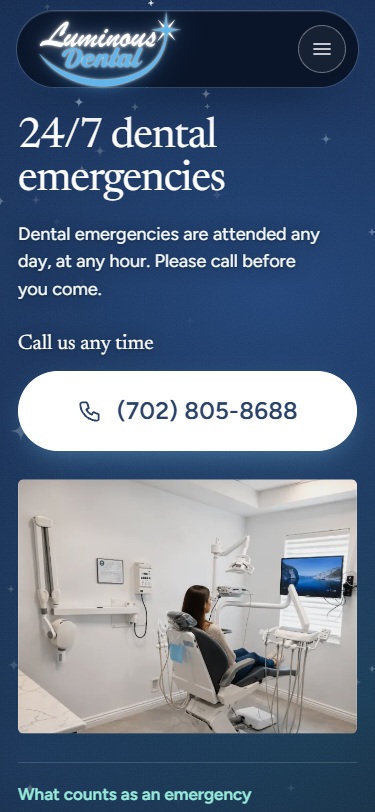 Luminous
Dental
24/7 dental
emergencies
Dental emergencies are attended any
day, at any hour. Please call before
you come.
Call us any time
(702) 805-8688
What counts as an emergency